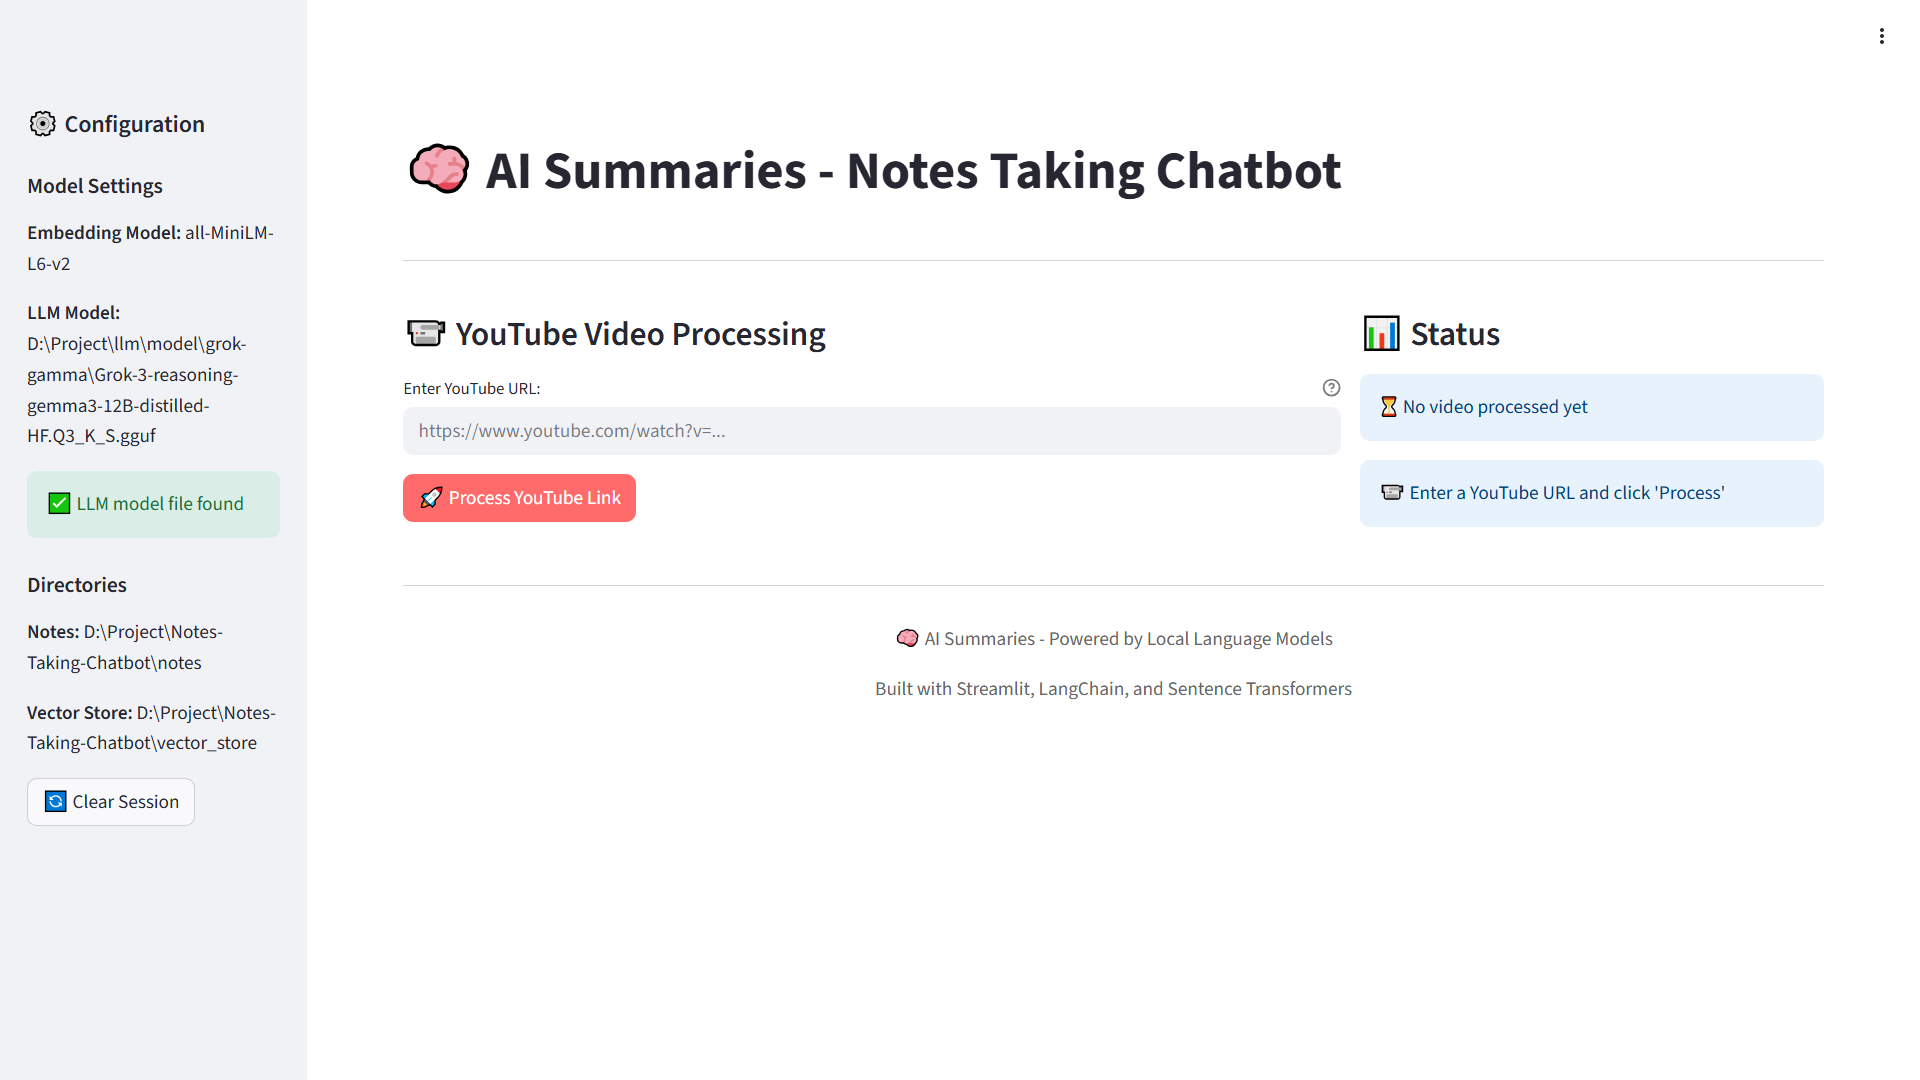 Configuration
Model Settings
Embedding Model: all-MiniLM-
L6-v2
LLM Model:
D:\Project\llm\model\grok-
gamma\Grok-3-reasoning-
gemma3-12B-distilled-
HF.Q3_K_S.gguf
LLM model file found
Directories
Notes: D:\Project\Notes-
Taking-Chatbot\notes
Vector Store: D:\Project\Notes-
Taking-Chatbot\vector_store
Clear Session
AI Summaries - Notes Taking Chatbot
YouTube Video Processing
Enter YouTube URL:
https://www.youtube.com/watch?v=...
Process YouTube Link
Status
No video processed yet
Enter a YouTube URL and click 'Process'
AI Summaries - Powered by Local Language Models
Built with Streamlit, LangChain, and Sentence Transformers